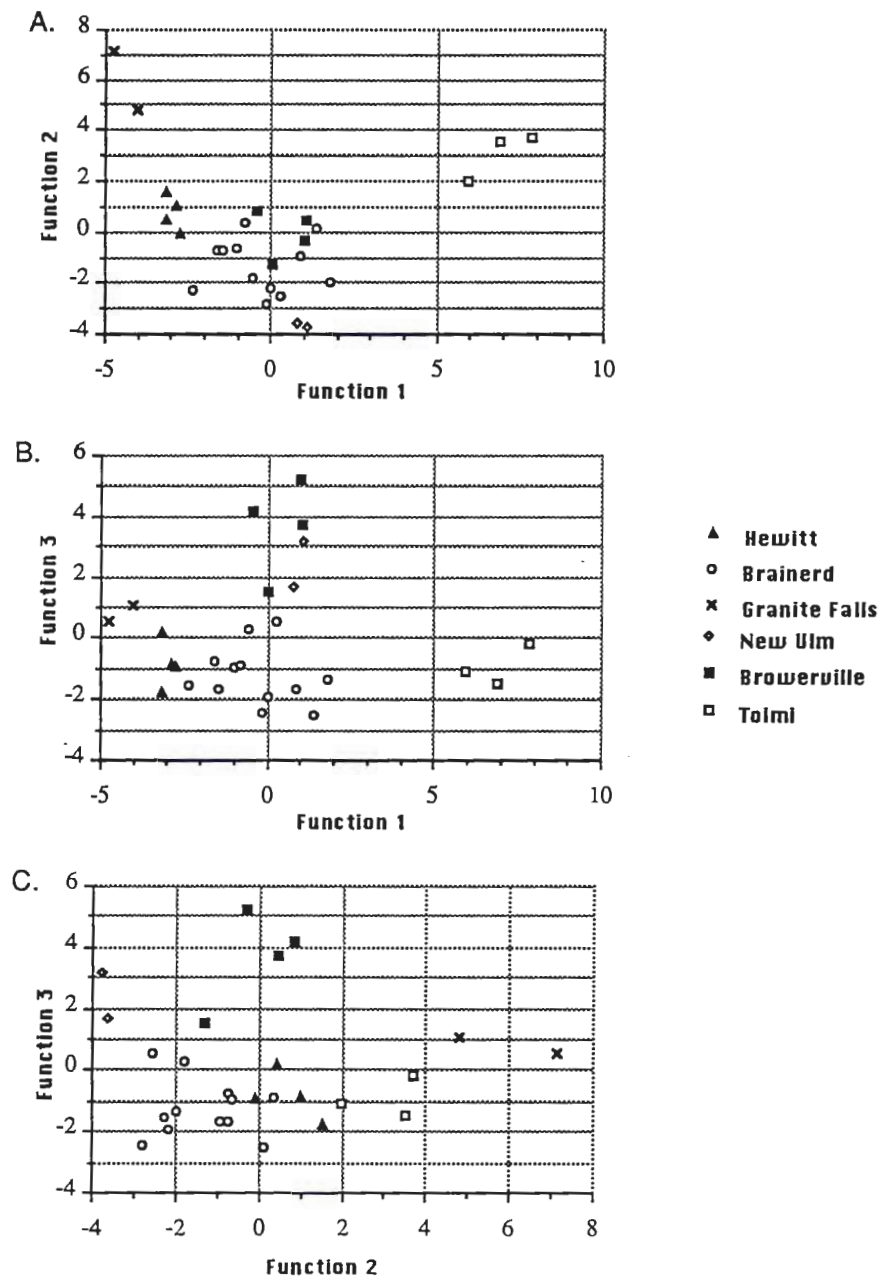 A.
8
6
4
2
0
-2
-4
Function 2
-5 0 5 10
Function 1
B.
6
4
2
0
-2
-4
Function 3
-5 0 5 10
Function 1
Hewitt
Brainerd
Granite Falls
New Ulm
Browerville
Tolmi
C.
6
4
2
0
-2
-4
Function 3
-4 -2 0 2 4 6 8
Function 2